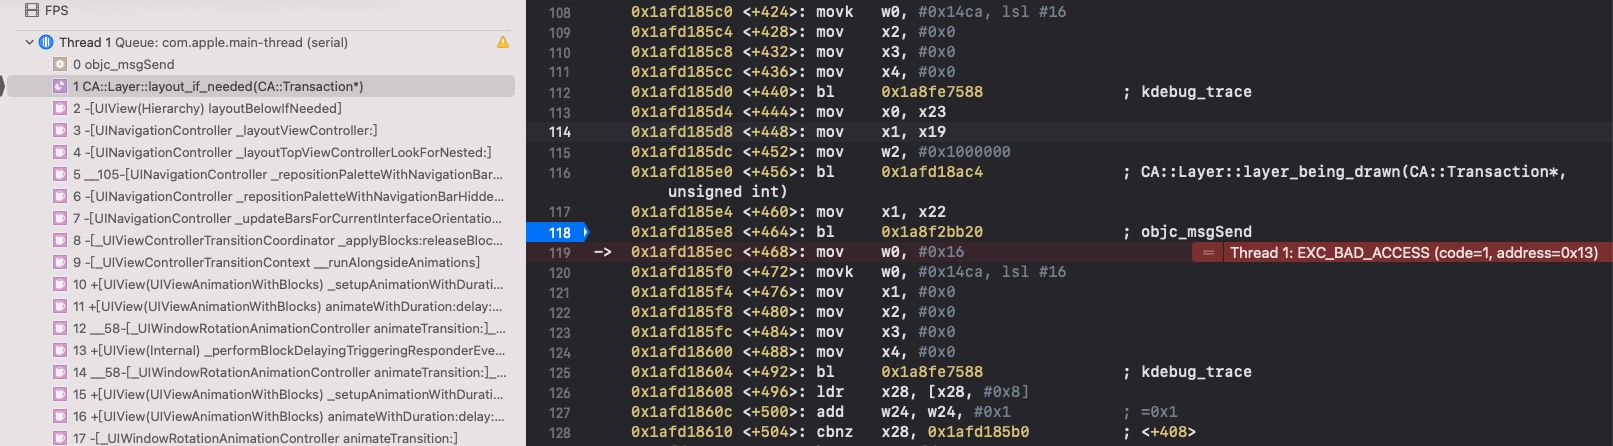 FPS
Thread 1 Queue: com.apple.main-thread (serial)
0 objc_msgSend
1 CA::Layer::layout_if_needed(CA::Transaction*)
2 -[UIView(Hierarchy) layoutBelowIfNeeded]
3 -[UINavigationController _layoutViewController:]
4 -[UINavigationController _layoutTopViewControllerLookForNested:]
5 __105-[UINavigationController _repositionPaletteWithNavigationBar...
6 -[UINavigationController _repositionPaletteWithNavigationBarHidde...
7 -[UINavigationController _updateBarsForCurrentInterfaceOrientatio...
8 -[_UIViewControllerTransitionCoordinator _applyBlocks:releaseBloc...
9 -[_UIViewControllerTransitionContext __runAlongsideAnimations]
10 +[UIView(UIViewAnimationWithBlocks) _setupAnimationWithDurati...
11 +[UIView(UIViewAnimationWithBlocks) animateWithDuration:delay:...
12 __58-[_UIWindowRotationAnimationController animateTransition:]_...
13 +[UIView(Internal) _performBlockDelayingTriggeringResponderEve...
14 __58-[_UIWindowRotationAnimationController animateTransition:]_...
15 +[UIView(UIViewAnimationWithBlocks) _setupAnimationWithDurati...
16 +[UIView(UIViewAnimationWithBlocks) animateWithDuration:delay:...
17 -[_UIWindowRotationAnimationController animateTransition:]
108 0x1afd185c0 <+424>: movk w0, #0x14ca, lsl #16
109 0x1afd185c4 <+428>: mov x2, #0x0
110 0x1afd185c8 <+432>: mov x3, #0x0
111 0x1afd185cc <+436>: mov x4, #0x0
112 0x1afd185d0 <+440>: bl 0x1a8fe7588 ; kdebug_trace
113 0x1afd185d4 <+444>: mov x0, x23
114 0x1afd185d8 <+448>: mov x1, x19
115 0x1afd185dc <+452>: mov w2, #0x1000000
116 0x1afd185e0 <+456>: bl 0x1afd18ac4 ; CA::Layer::layer_being_drawn(CA::Transaction*,
unsigned int)
117 0x1afd185e4 <+460>: mov x1, x22
118 0x1afd185e8 <+464>: bl 0x1a8f2bb20 ; objc_msgSend
119 -> 0x1afd185ec <+468>: mov w0, #0x16 = Thread 1: EXC_BAD_ACCESS (code=1, address=0x13)
120 0x1afd185f0 <+472>: movk w0, #0x14ca, lsl #16
121 0x1afd185f4 <+476>: mov x1, #0x0
122 0x1afd185f8 <+480>: mov x2, #0x0
123 0x1afd185fc <+484>: mov x3, #0x0
124 0x1afd18600 <+488>: mov x4, #0x0
125 0x1afd18604 <+492>: bl 0x1a8fe7588 ; kdebug_trace
126 0x1afd18608 <+496>: ldr x28, [x28, #0x8]
127 0x1afd1860c <+500>: add w24, w24, #0x1 ; =0x1
128 0x1afd18610 <+504>: cbnz x28, 0x1afd185b0 ; <+408>